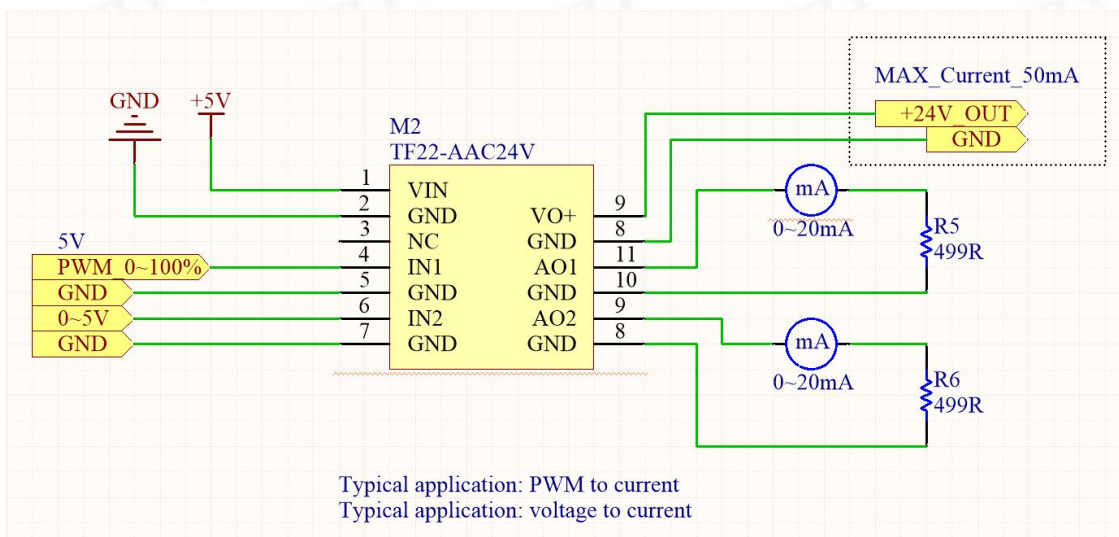 MAX_Current_50mA
+24V_OUT
GND
GND
+5V
M2
TF22-AAC24V
1
VIN
2
GND
3
NC
4
IN1
5
GND
6
IN2
7
GND
VO+
9
GND
8
AO1
11
GND
10
AO2
9
GND
8
5V
PWM_0~100%
GND
0~5V
GND
mA
0~20mA
R5
499R
mA
0~20mA
R6
499R
Typical application: PWM to current
Typical application: voltage to current